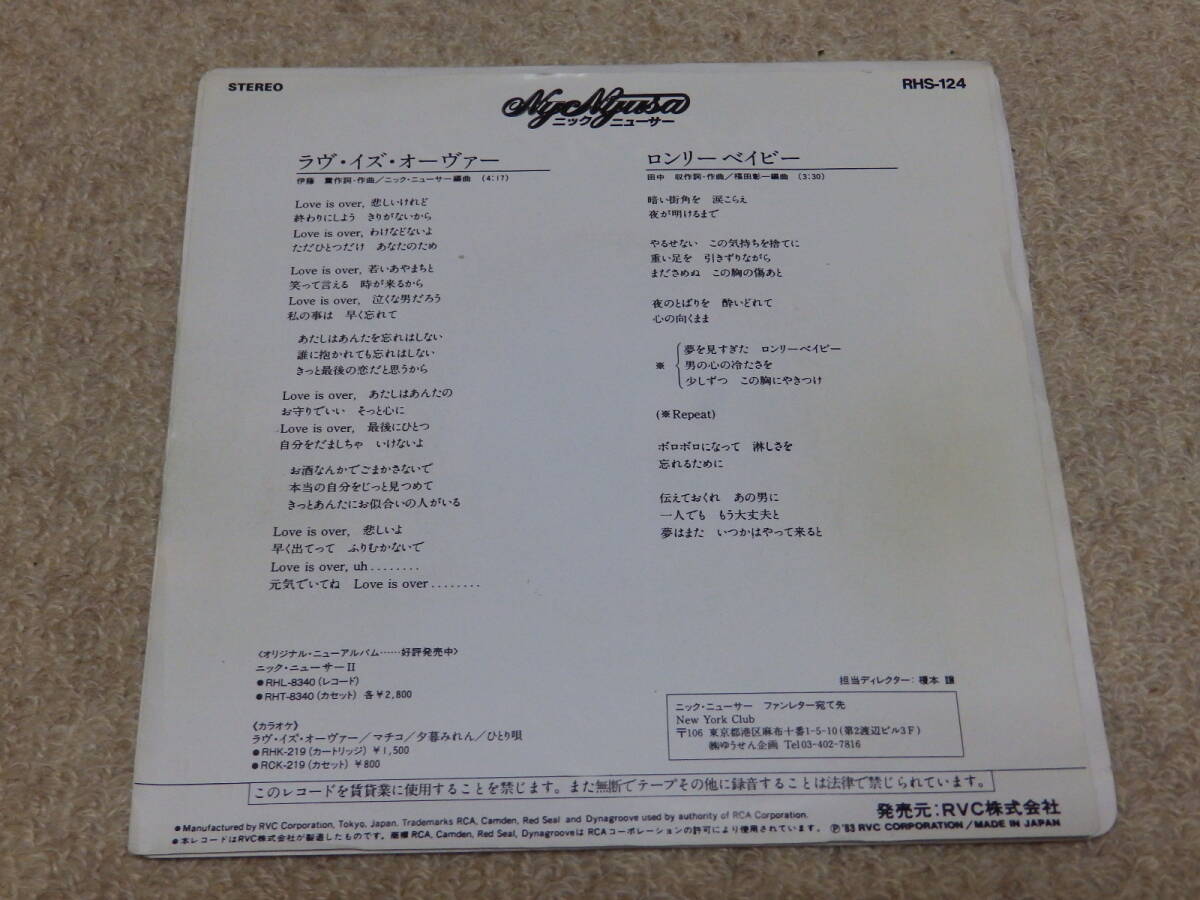 STEREO
RHS-124
NycNyusa
ニック ニューサー
ラヴ・イズ・オーヴァー
伊藤 薫作詞・作曲/ニック・ニューサー編曲 (4:17)
Love is over, 悲しいけれど
終わりにしよう きりがないから
Love is over, わけなどないよ
ただひとつだけ あなたのため
Love is over, 若いあやまちと
笑って言える 時が来るから
Love is over, 泣くな男だろう
私の事は 早く忘れて
あたしはあんたを忘れはしない
誰に抱かれても忘れはしない
きっと最後の恋だと思うから
Love is over, あたしはあんたの
お守りでいい そっと心に
Love is over, 最後にひとつ
自分をだましちゃ いけないよ
お酒なんかでごまかさないで
本当の自分をじっと見つめて
きっとあんたにお似合いの人がいる
Love is over, 悲しいよ
早く出てって ふりむかないで
Love is over, uh........
元気でいてね Love is over........
ロンリー ベイビー
田中 収作詞・作曲/福田彰一編曲 (3:30)
暗い街角を 涙こらえ
夜が明けるまで
やるせない この気持ちを捨てに
重い足を 引きずりながら
まださめぬ この胸の傷あと
夜のとばりを 酔いどれて
心の向くまま
夢を見すぎた ロンリーベイビー
※ 男の心の冷たさを
少しずつ この胸にやきつけ
(※Repeat)
ボロボロになって 淋しさを
忘れるために
伝えておくれ あの男に
一人でも もう大丈夫と
夢はまた いつかはやって来ると
〈オリジナル・ニューアルバム……好評発売中〉
ニック・ニューサーII
●RHL-8340(レコード)
●RHT-8340(カセット) 各¥2,800
《カラオケ》
ラヴ・イズ・オーヴァー/マチコ/夕暮みれん/ひとり唄
●RHK-219(カートリッジ) ¥1,500
●RCK-219(カセット) ¥800
担当ディレクター:榎本 譲
ニック・ニューサー ファンレター宛て先
New York Club
〒106 東京都港区麻布十番1-5-10(第2渡辺ビル3F)
㈱ゆうせん企画 Tel03-402-7816
このレコードを賃貸業に使用することを禁じます。また無断でテープその他に録音することは法律で禁じられています。
発売元:RVC株式会社
●Manufactured by RVC Corporation, Tokyo, Japan. Trademarks RCA, Camden, Red Seal and Dynagroove used by authority of RCA Corporation.
●本レコードはRVC株式会社が製造したものです。商標RCA, Camden, Red Seal, DynagrooveはRCAコーポレーションの許可により使用されています。
Ⓟ'83 RVC CORPORATION/MADE IN JAPAN